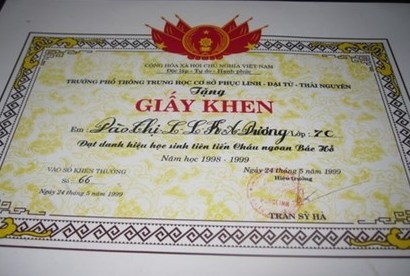 CỘNG HÒA XÃ HỘI CHỦ NGHĨA VIỆT NAM
Độc lập - Tự do - Hạnh phúc
TRƯỜNG PHỔ THÔNG TRUNG HỌC CƠ SỞ PHỤC LINH - ĐẠI TỪ - THÁI NGUYÊN
Tặng
GIẤY KHEN
Em Đào Chi L L Lớp 7C
Đạt danh hiệu học sinh tiên tiến Cháu ngoan Bác Hồ
Năm học 1998 - 1999
VÀO SỔ KHEN THƯỞNG
Số: 66
Ngày 24 tháng 5 năm 1999
Ngày 24 tháng 5 năm 1999
Hiệu trưởng
TRẦN SỸ HÀ